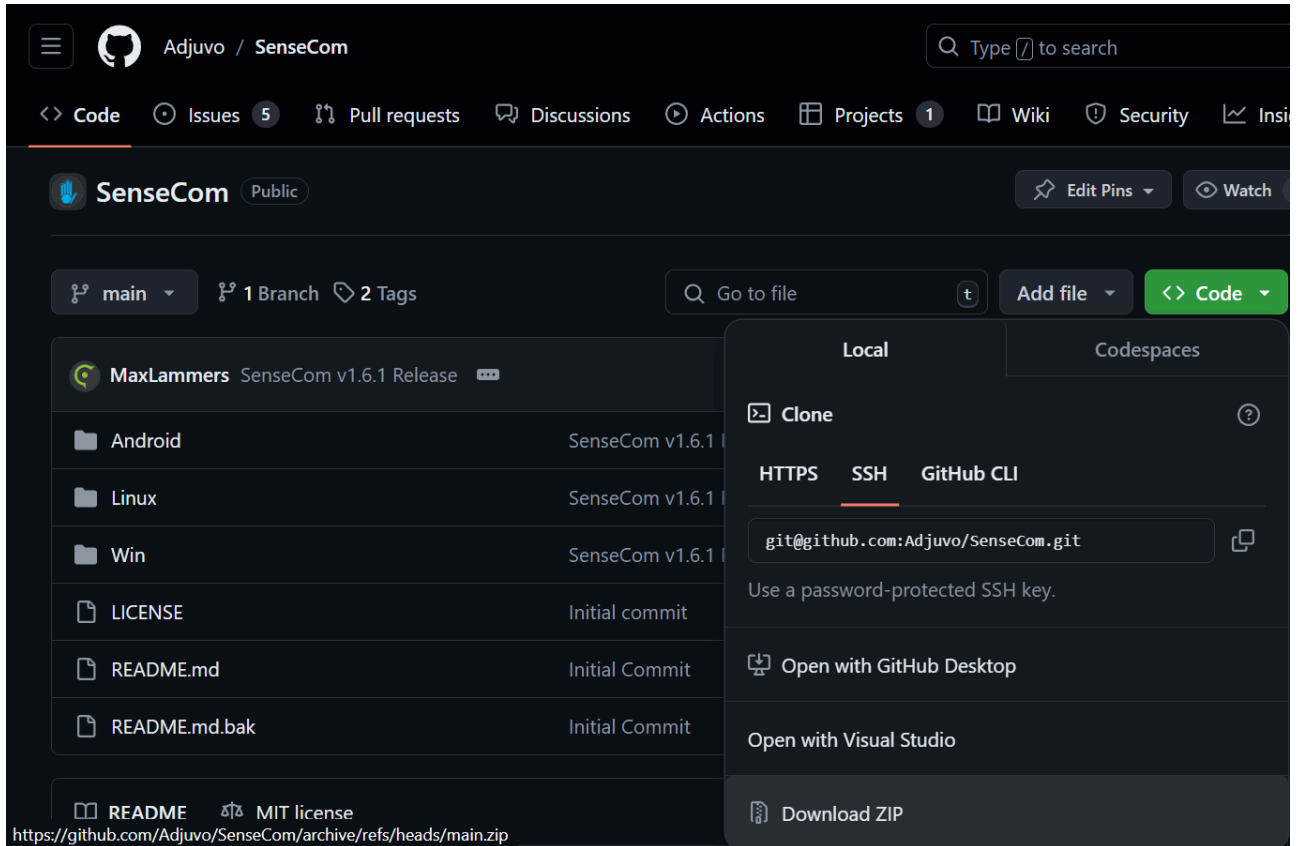 Adjuvo / SenseCom
Type / to search
Code Issues 5 Pull requests Discussions Actions Projects 1 Wiki Security Insi
SenseCom Public
Edit Pins Watch
main 1 Branch 2 Tags
Go to file t Add file Code
Local Codespaces
MaxLammers SenseCom v1.6.1 Release
Clone
Android SenseCom v1.6.1
HTTPS SSH GitHub CLI
Linux SenseCom v1.6.1
git@github.com:Adjuvo/SenseCom.git
Win SenseCom v1.6.1
Use a password-protected SSH key.
LICENSE Initial commit
README.md Initial Commit
Open with GitHub Desktop
README.md.bak Initial Commit
Open with Visual Studio
README MIT license
Download ZIP
https://github.com/Adjuvo/SenseCom/archive/refs/heads/main.zip